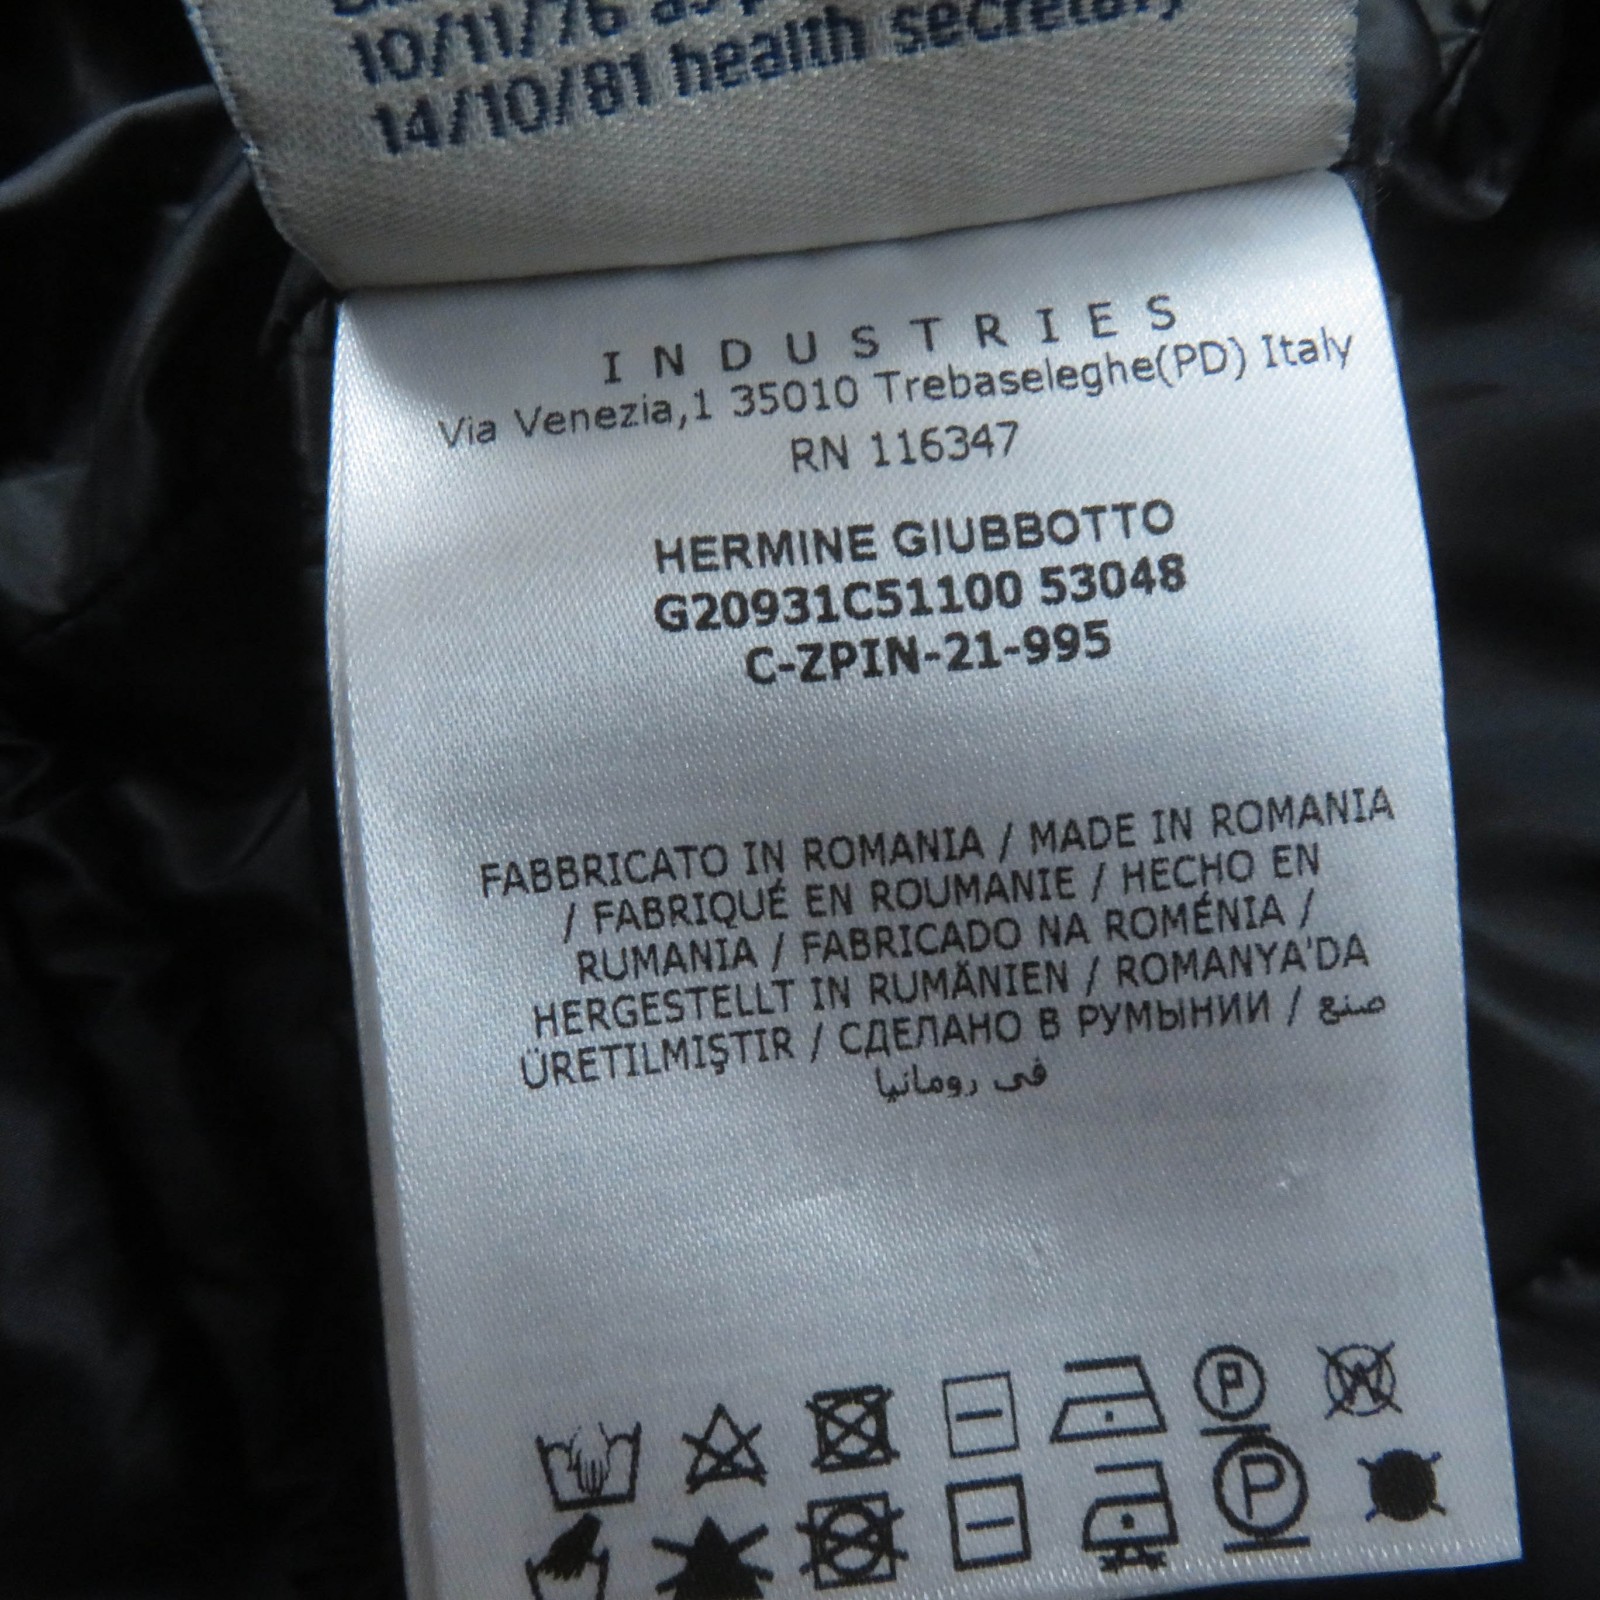 10/11/76 as
14/10/81 health secretary
INDUSTRIES
Via Venezia,1 35010 Trebaseleghe(PD) Italy
RN 116347
HERMINE GIUBBOTTO
G20931C51100 53048
C-ZPIN-21-995
FABBRICATO IN ROMANIA / MADE IN ROMANIA
/ FABRIQUÉ EN ROUMANIE / HECHO EN
RUMANIA / FABRICADO NA ROMÉNIA /
HERGESTELLT IN RUMÄNIEN / ROMANYA'DA
ÜRETILMIŞTIR / СДЕЛАНО В РУМЫНИИ / صنع
في رومانيا
P W
P